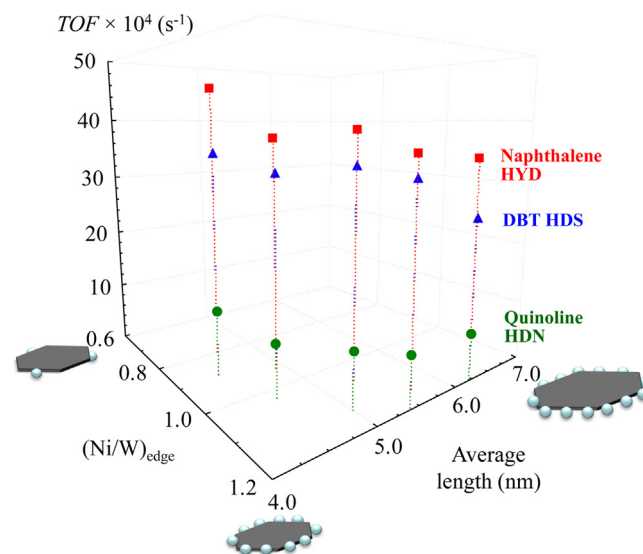 TOF × 10⁴ (s⁻¹)
50
40
30
20
10
0.6
0.8
1.0
1.2
(Ni/W)edge
4.0
5.0
6.0
7.0
Average
length (nm)
Naphthalene
HYD
DBT HDS
Quinoline
HDN